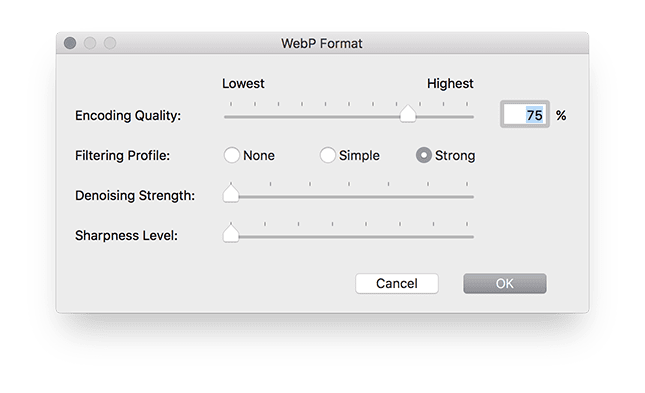 WebP Format
Lowest Highest
Encoding Quality: 75 %
Filtering Profile: None Simple Strong
Denoising Strength:
Sharpness Level:
Cancel OK